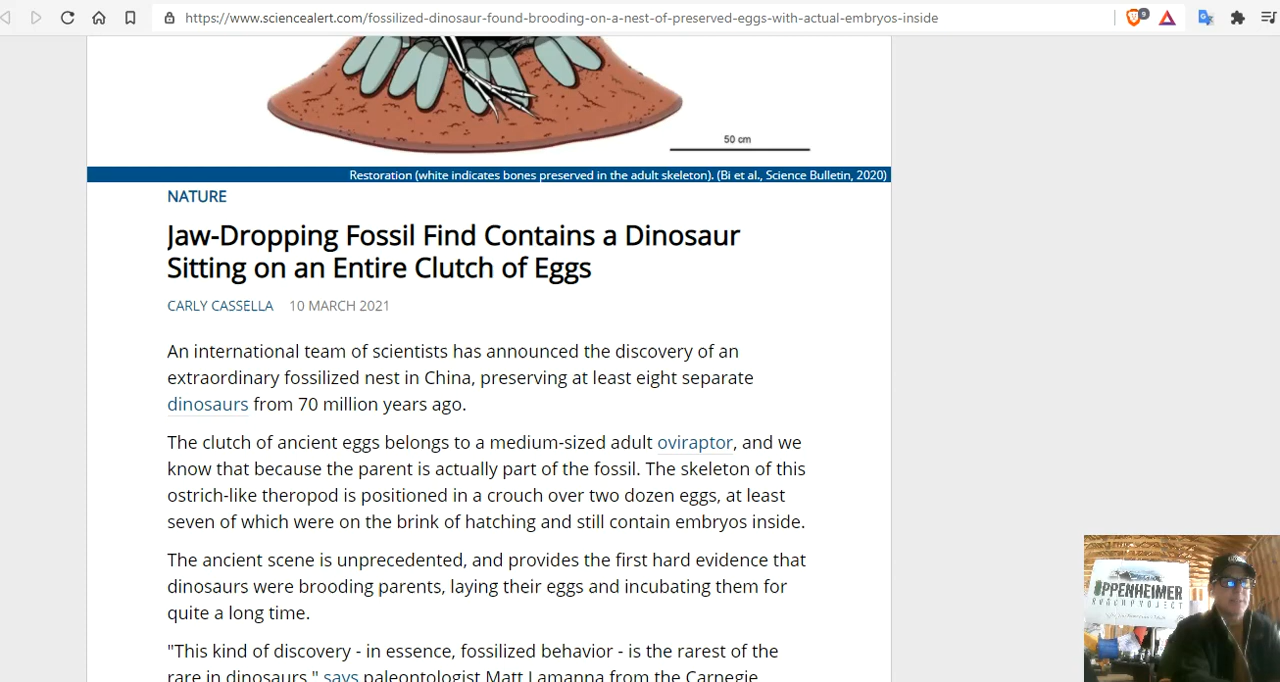 https://www.sciencealert.com/fossilized-dinosaur-found-brooding-on-a-nest-of-preserved-eggs-with-actual-embryos-inside
9
50 cm
Restoration (white indicates bones preserved in the adult skeleton). (Bi et al., Science Bulletin, 2020)
NATURE
Jaw-Dropping Fossil Find Contains a Dinosaur
Sitting on an Entire Clutch of Eggs
CARLY CASSELLA 10 MARCH 2021
An international team of scientists has announced the discovery of an
extraordinary fossilized nest in China, preserving at least eight separate
dinosaurs from 70 million years ago.
The clutch of ancient eggs belongs to a medium-sized adult oviraptor, and we
know that because the parent is actually part of the fossil. The skeleton of this
ostrich-like theropod is positioned in a crouch over two dozen eggs, at least
seven of which were on the brink of hatching and still contain embryos inside.
The ancient scene is unprecedented, and provides the first hard evidence that
dinosaurs were brooding parents, laying their eggs and incubating them for
quite a long time.
"This kind of discovery - in essence, fossilized behavior - is the rarest of the
rare in dinosaurs," says paleontologist Matt Lamanna from the Carnegie
OPPENHEIMER
RANCH PROJECT